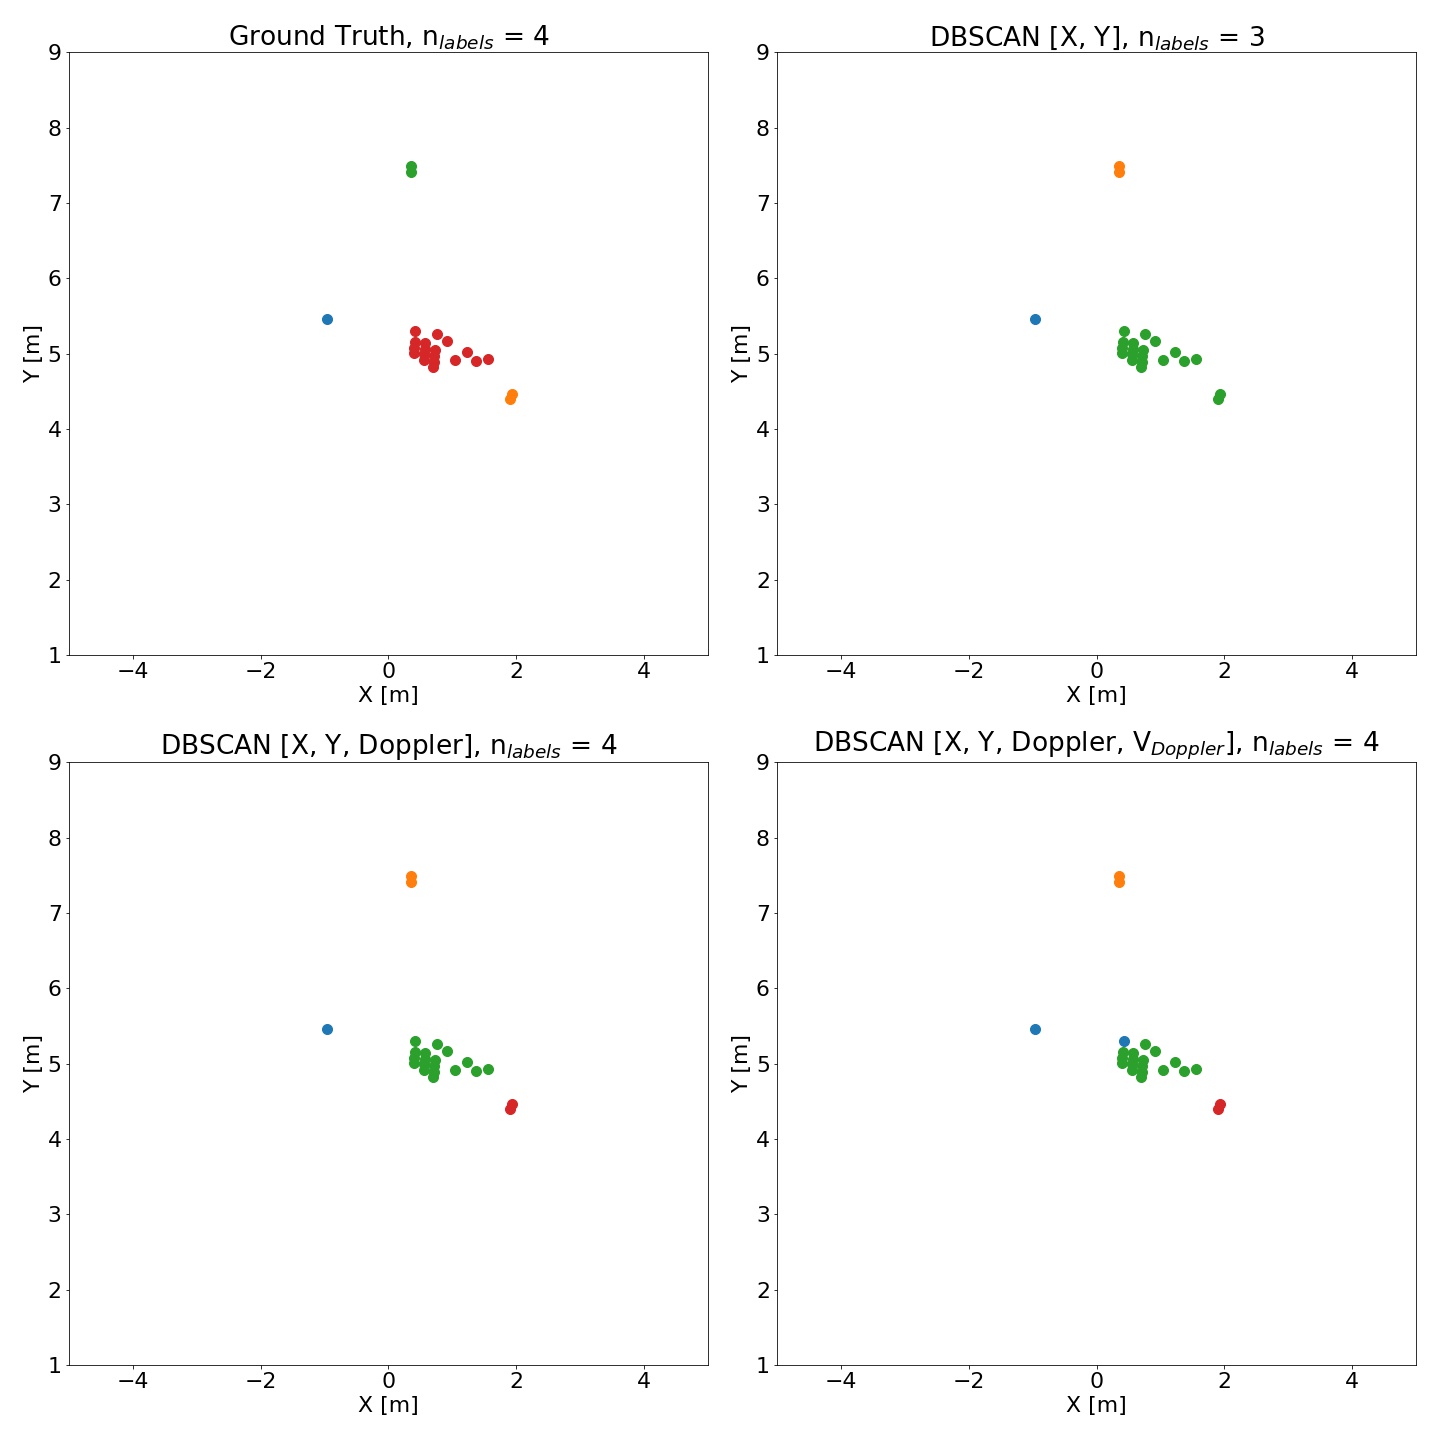 Ground Truth, n_labels = 4
9
8
7
6
5
4
3
2
1
Y [m]
−4 −2 0 2 4
X [m]
DBSCAN [X, Y], n_labels = 3
9
8
7
6
5
4
3
2
1
Y [m]
−4 −2 0 2 4
X [m]
DBSCAN [X, Y, Doppler], n_labels = 4
9
8
7
6
5
4
3
2
1
Y [m]
−4 −2 0 2 4
X [m]
DBSCAN [X, Y, Doppler, V_Doppler], n_labels = 4
9
8
7
6
5
4
3
2
1
Y [m]
−4 −2 0 2 4
X [m]